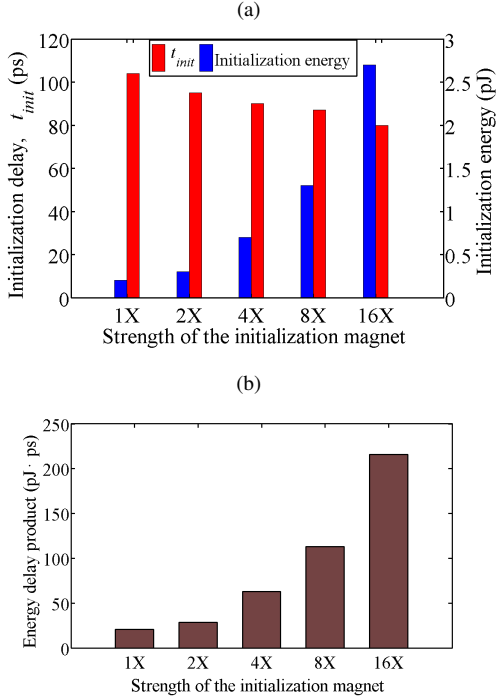 (a)
t_init Initialization energy
Initialization delay, t_init (ps)
120
100
80
60
40
20
0
3
2.5
2
1.5
1
0.5
0
Initialization energy (pJ)
1X 2X 4X 8X 16X
Strength of the initialization magnet
(b)
Energy delay product (pJ· ps)
250
200
150
100
50
0
1X 2X 4X 8X 16X
Strength of the initialization magnet